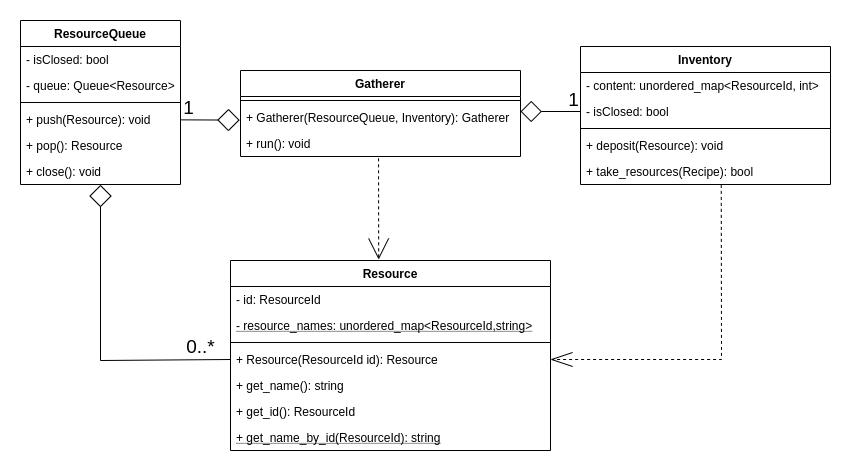 ResourceQueue
- isClosed: bool
- queue: Queue<Resource>
+ push(Resource): void
+ pop(): Resource
+ close(): void
1
Gatherer
+ Gatherer(ResourceQueue, Inventory): Gatherer
+ run(): void
1
Inventory
- content: unordered_map<ResourceId, int>
- isClosed: bool
+ deposit(Resource): void
+ take_resources(Recipe): bool
0..*
Resource
- id: ResourceId
- resource_names: unordered_map<ResourceId,string>
+ Resource(ResourceId id): Resource
+ get_name(): string
+ get_id(): ResourceId
+ get_name_by_id(ResourceId): string